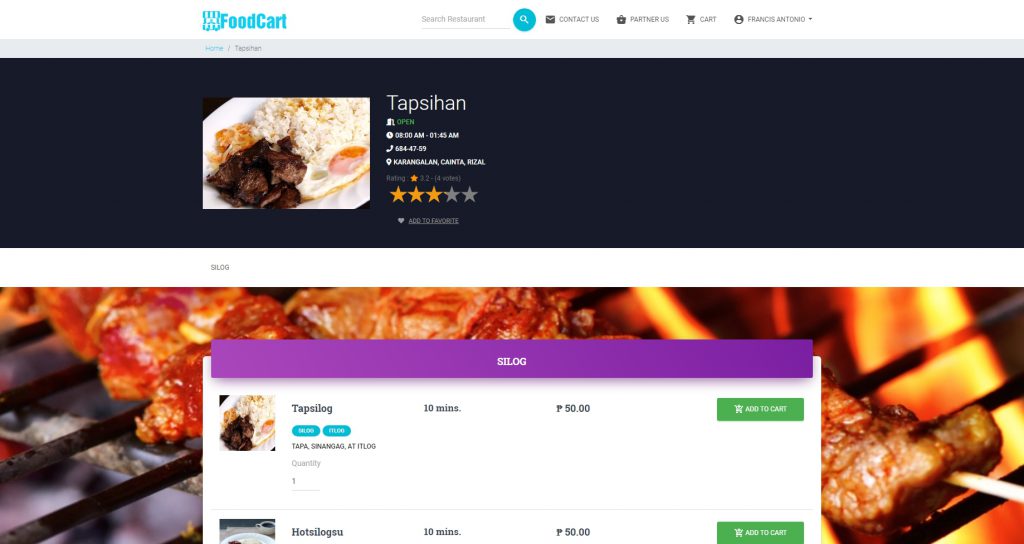 FoodCart
Search Restaurant
CONTACT US
PARTNER US
CART
FRANCIS ANTONIO
Home / Tapsihan
Tapsihan
OPEN
08:00 AM - 01:45 AM
684-47-59
KARANGALAN, CAINTA, RIZAL
Rating : 3.2 - (4 votes)
ADD TO FAVORITE
SILOG
SILOG
Tapsilog 10 mins. ₱ 50.00 ADD TO CART
SILOG ITLOG
TAPA, SINANGAG, AT ITLOG
Quantity
1
Hotsilogsu 10 mins. ₱ 50.00 ADD TO CART